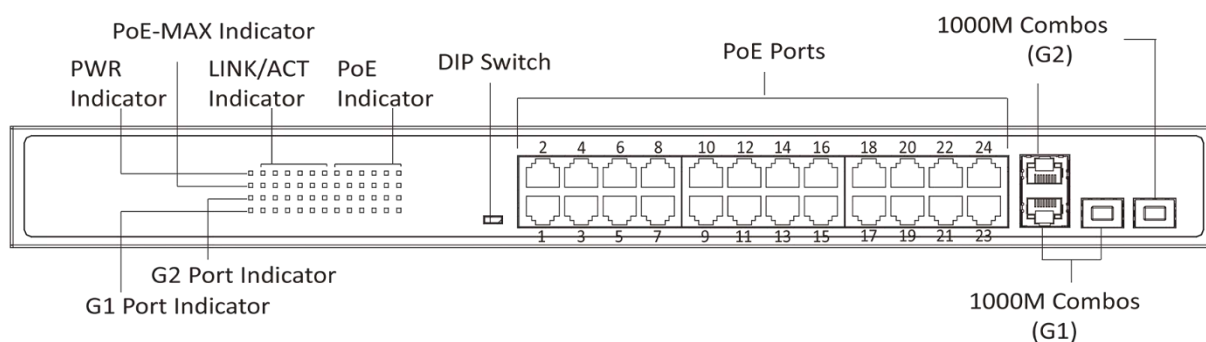 PoE-MAX Indicator
PWR
Indicator
LINK/ACT
Indicator
PoE
Indicator
DIP Switch
PoE Ports
1000M Combos
(G2)
2 4 6 8 10 12 14 16 18 20 22 24
1 3 5 7 9 11 13 15 17 19 21 23
G2 Port Indicator
G1 Port Indicator
1000M Combos
(G1)